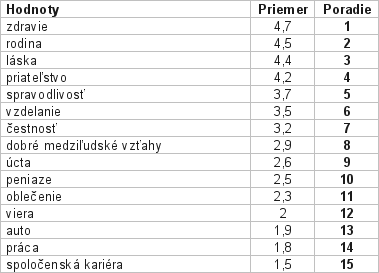 Hodnoty Priemer Poradie
zdravie 4,7 1
rodina 4,5 2
láska 4,4 3
priateľstvo 4,2 4
spravodlivosť 3,7 5
vzdelanie 3,5 6
čestnosť 3,2 7
dobré medziľudské vzťahy 2,9 8
úcta 2,6 9
peniaze 2,5 10
oblečenie 2,3 11
viera 2 12
auto 1,9 13
práca 1,8 14
spoločenská kariéra 1,5 15